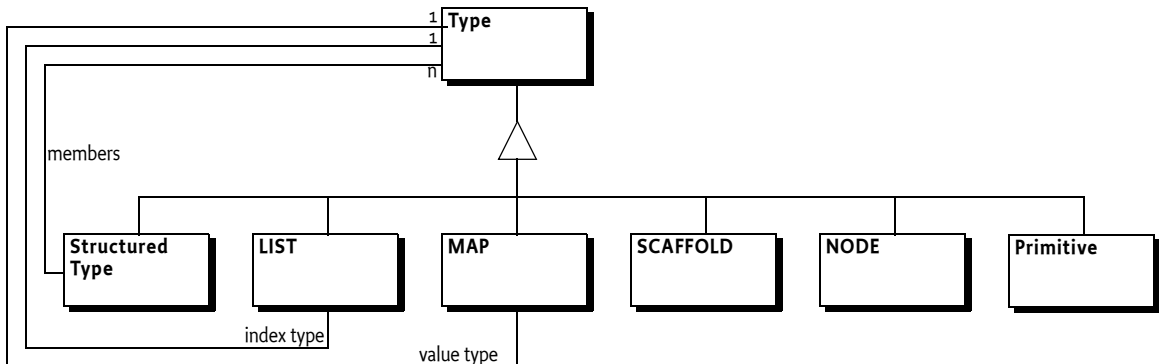 1
Type
1
n
members
Structured
Type
LIST
MAP
SCAFFOLD
NODE
Primitive
index type
value type